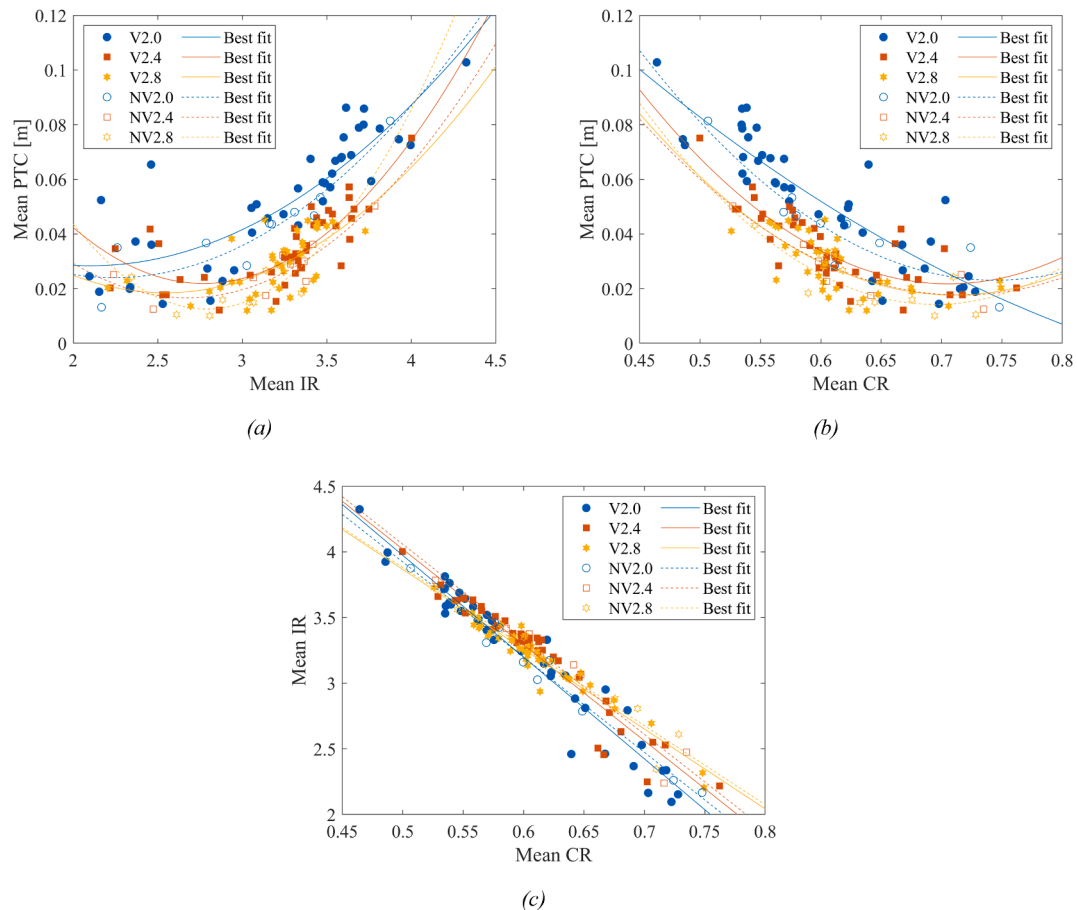 0.12
0.1
0.08
0.06
0.04
0.02
0
Mean PTC [m]
V2.0 Best fit
V2.4 Best fit
V2.8 Best fit
NV2.0 Best fit
NV2.4 Best fit
NV2.8 Best fit
2 2.5 3 3.5 4 4.5
Mean IR
(a)
0.12
0.1
0.08
0.06
0.04
0.02
0
Mean PTC [m]
V2.0 Best fit
V2.4 Best fit
V2.8 Best fit
NV2.0 Best fit
NV2.4 Best fit
NV2.8 Best fit
0.45 0.5 0.55 0.6 0.65 0.7 0.75 0.8
Mean CR
(b)
4.5
4
3.5
3
2.5
2
Mean IR
V2.0 Best fit
V2.4 Best fit
V2.8 Best fit
NV2.0 Best fit
NV2.4 Best fit
NV2.8 Best fit
0.45 0.5 0.55 0.6 0.65 0.7 0.75 0.8
Mean CR
(c)